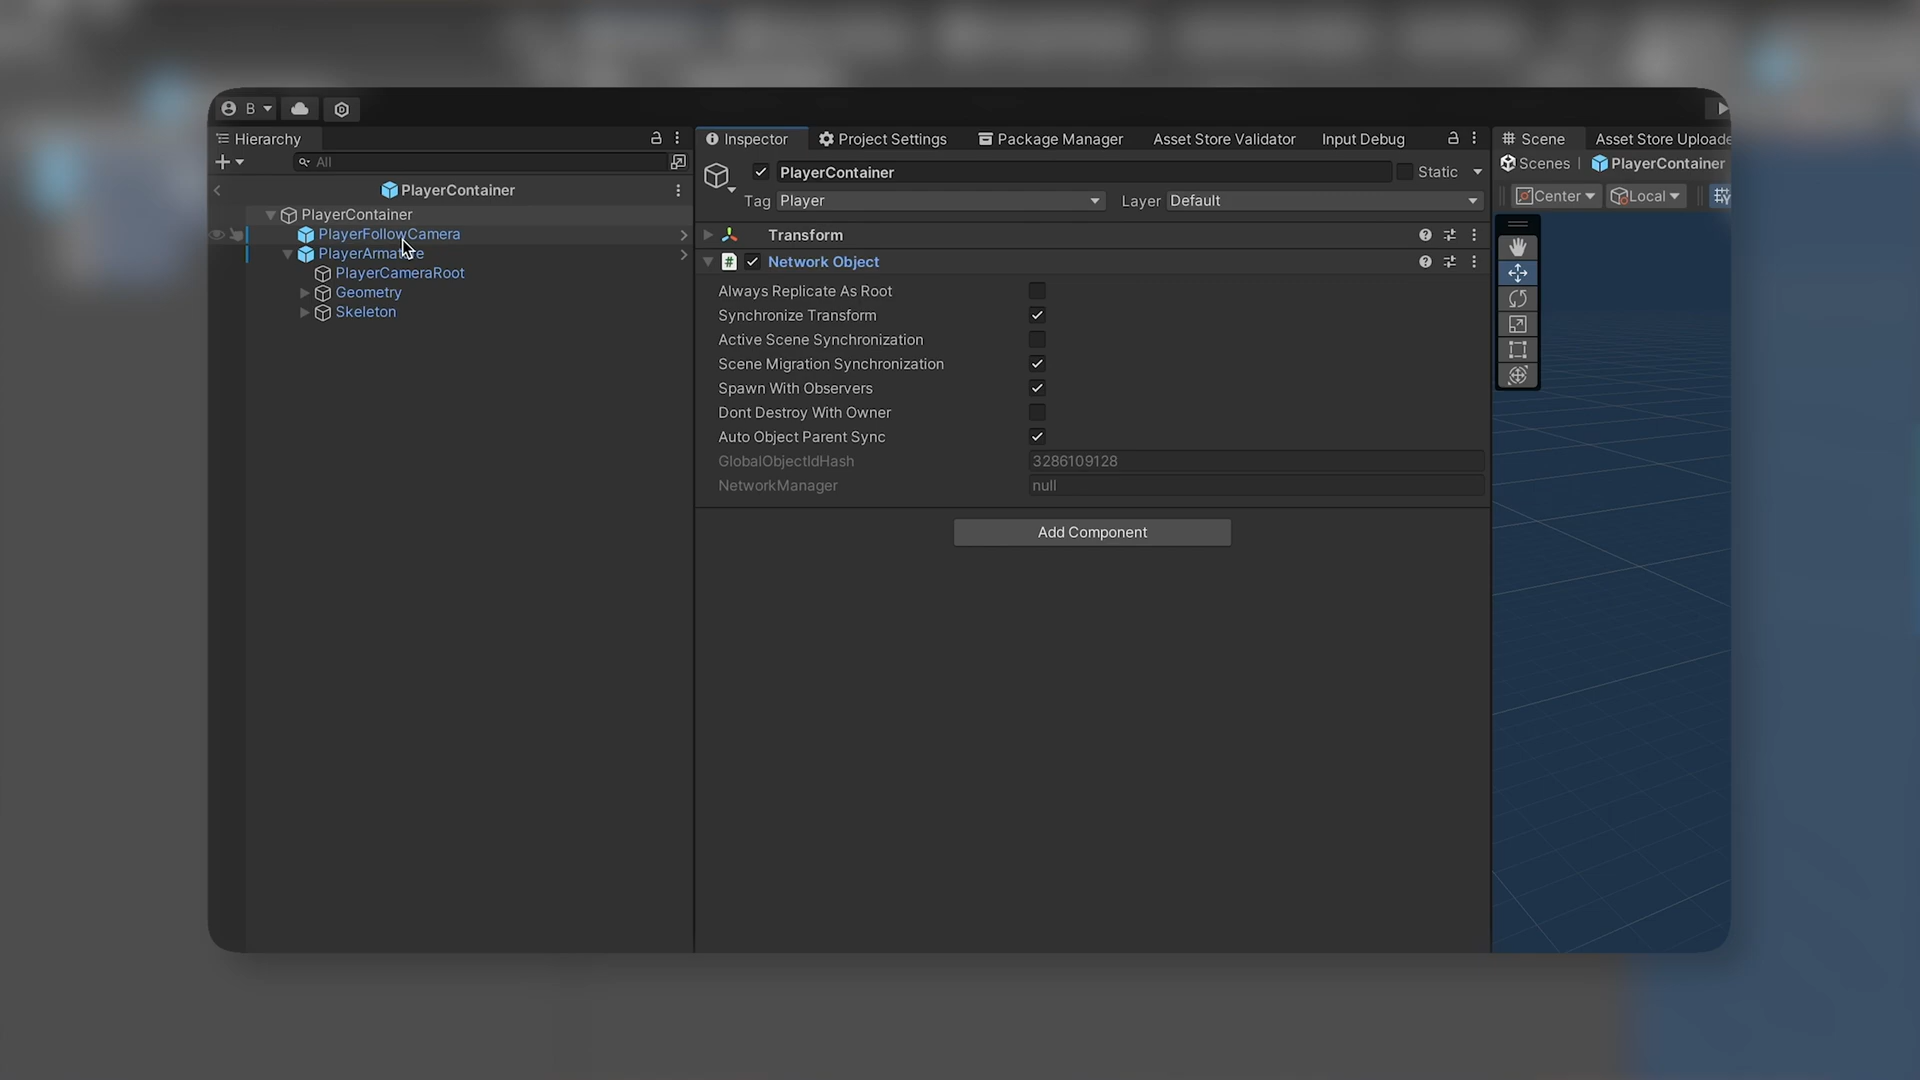 B
Hierarchy
All
PlayerContainer
PlayerContainer
PlayerFollowCamera
PlayerArmature
PlayerCameraRoot
Geometry
Skeleton
Inspector
Project Settings
Package Manager
Asset Store Validator
Input Debug
PlayerContainer
Static
Tag
Player
Layer
Default
Transform
Network Object
Always Replicate As Root
Synchronize Transform
Active Scene Synchronization
Scene Migration Synchronization
Spawn With Observers
Dont Destroy With Owner
Auto Object Parent Sync
GlobalObjectIdHash
3286109128
NetworkManager
null
Add Component
Scene
Asset Store Uploade
Scenes
PlayerContainer
Center
Local